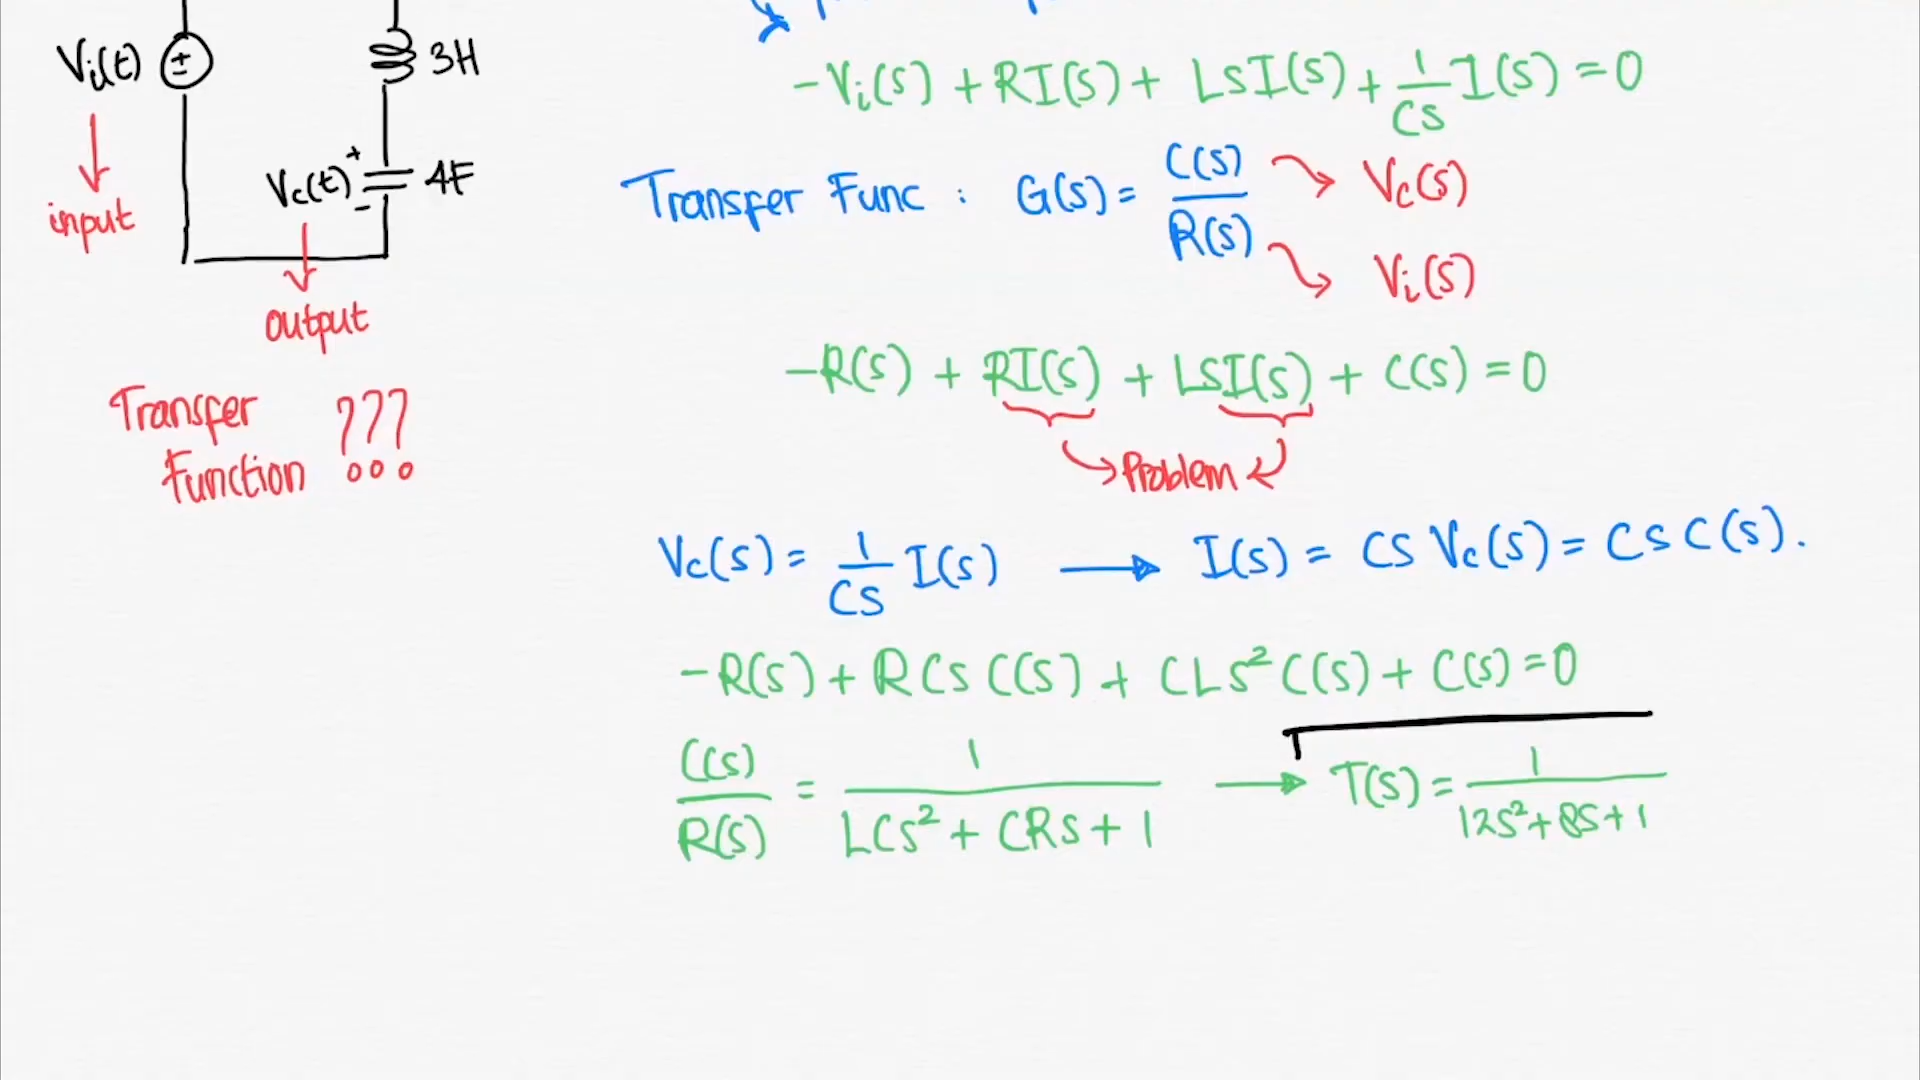 Vi(t)
3H
Vc(t)
+
-
4F
input
output
Transfer
Function ???
-Vi(s) + RI(s) + LSI(s) + 1/CS I(s) = 0
Transfer Func : G(s) = C(s)/R(s)
Vc(s)
Vi(s)
-R(s) + RI(s) + LSI(s) + C(s) = 0
Problem
Vc(s) = 1/CS I(s) → I(s) = CS Vc(s) = CS C(s).
-R(s) + RCS C(s) + CLS² C(s) + C(s) = 0
C(s)/R(s) = 1/LCS² + CRS + 1 → T(s) = 1/12S² + 8S + 1